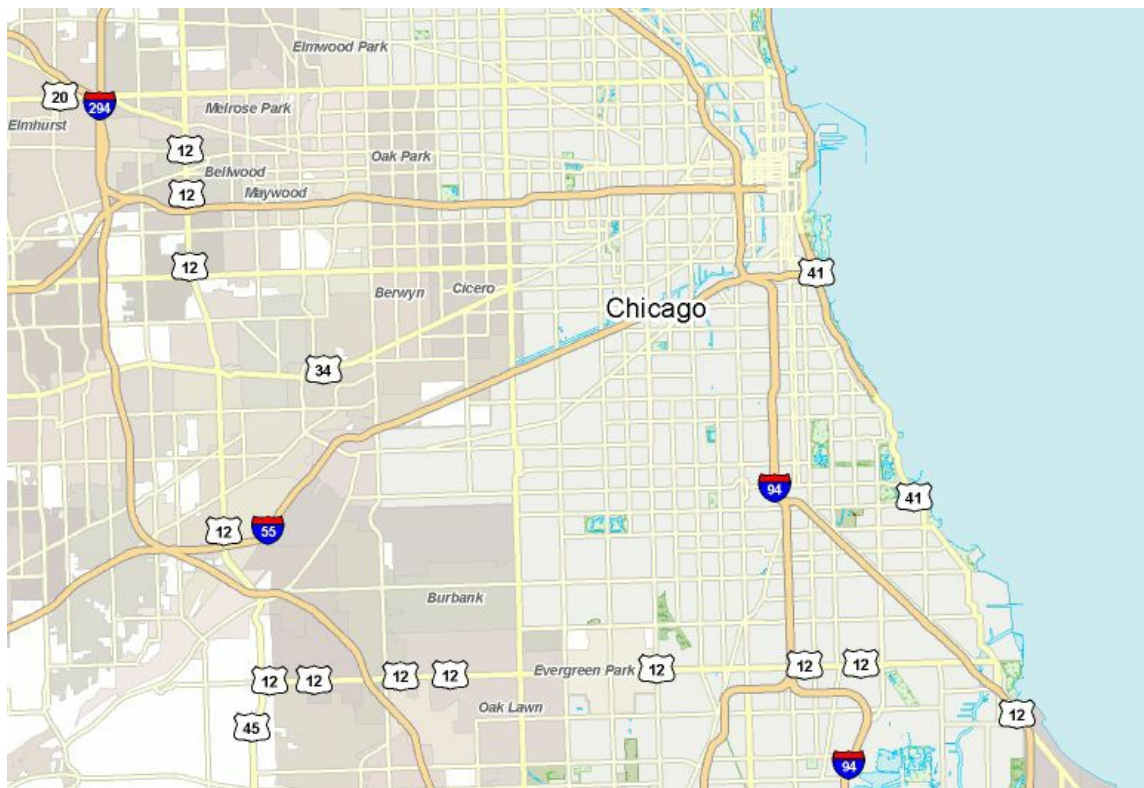 Elmwood Park
20
294
Melrose Park
Elmhurst
12
Oak Park
Bellwood
12
Maywood
12
41
Berwyn
Cicero
Chicago
34
94
41
12
55
Burbank
12
12
12
12
Evergreen Park
12
12
12
Oak Lawn
45
12
94